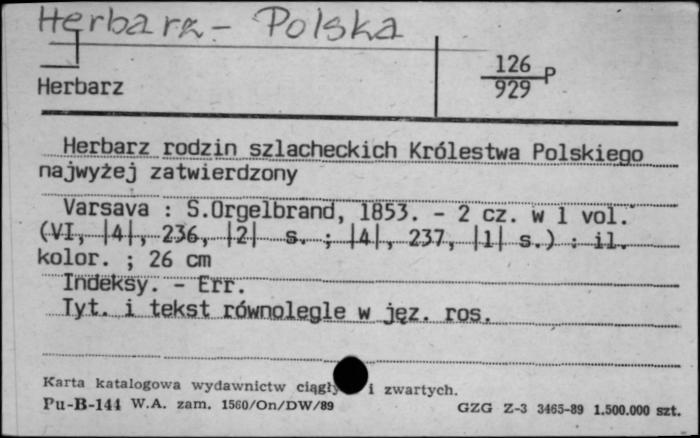 Herbarz - Polska
126
929 P
Herbarz
Herbarz rodzin szlacheckich Królestwa Polskiego
najwyżej zatwierdzony
Varsava : S.Orgelbrand, 1853. - 2 cz. w 1 vol.
(VI, |4|, 236, |2| s. ; |4|, 237, |1| s.) : il.
kolor. ; 26 cm
Indeksy. - Err.
Tyt. i tekst równolegle w jęz. ros.
Karta katalogowa wydawnictw ciągły i zwartych.
Pu-B-144 W.A. zam. 1560/On/DW/89 GZG Z-3 3465-89 1.500.000 szt.